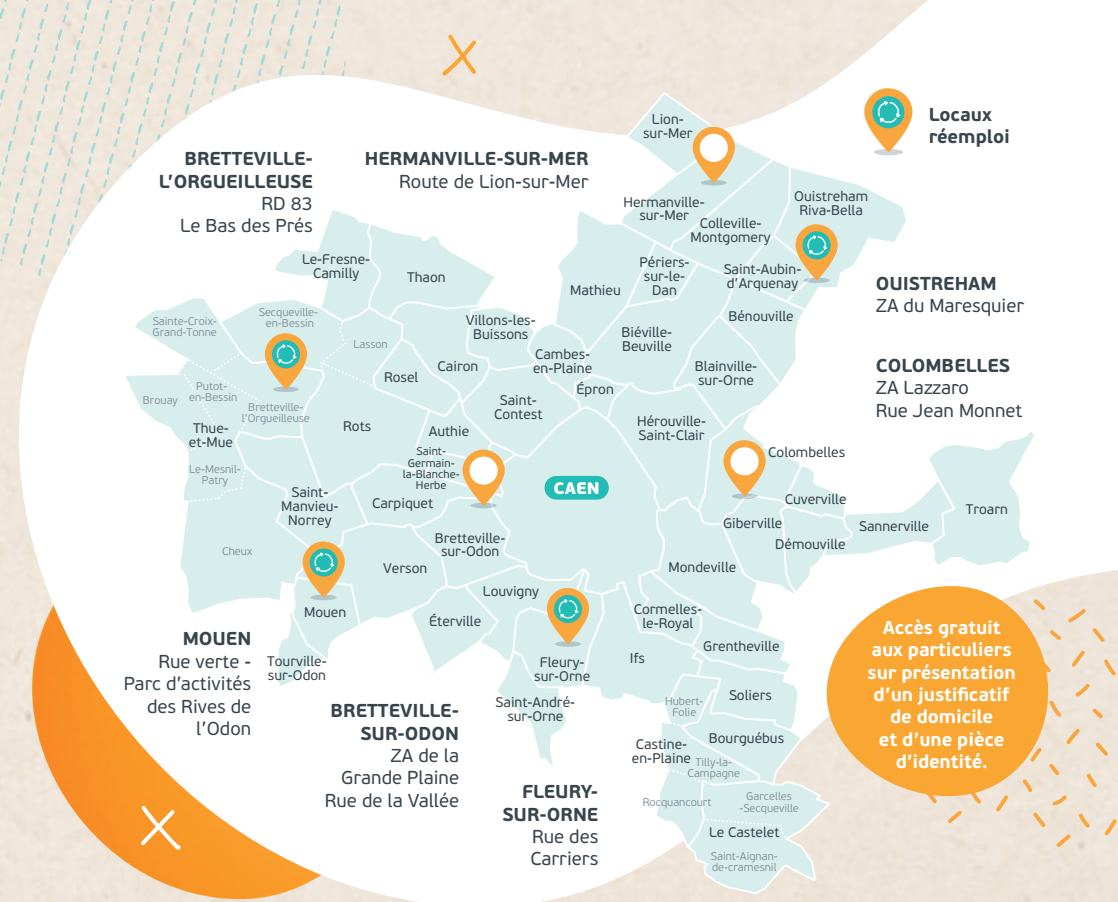 Locaux
réemploi
BRETTEVILLE-
L'ORGUEILLEUSE
RD 83
Le Bas des Prés
HERMANVILLE-SUR-MER
Route de Lion-sur-Mer
OUISTREHAM
ZA du Maresquier
COLOMBELLES
ZA Lazzaro
Rue Jean Monnet
Lion-
sur-Mer
Hermanville-
sur-Mer
Colleville-
Montgomery
Ouistreham
Riva-Bella
Le-Fresne-
Camilly
Thaon
Mathieu
Périers-
sur-le-
Dan
Saint-Aubin-
d'Arquenay
Bénouville
Sainte-Croix-
Grand-Tonne
Secqueville-
en-Bessin
Lasson
Villons-les-
Buissons
Cambes-
en-Plaine
Biéville-
Beuville
Blainville-
sur-Orne
Brouay
Putot-
en-Bessin
Bretteville-
l'Orgueilleuse
Rosel
Cairon
Épron
Thue-
et-Mue
Rots
Authie
Saint-
Contest
Hérouville-
Saint-Clair
Le-Mesnil-
Patry
Saint-
Manvieu-
Norrey
Carpiquet
Saint-
Germain-
la-Blanche-
Herbe
CAEN
Colombelles
Cuverville
Giberville
Démouville
Sannerville
Troarn
Cheux
Verson
Bretteville-
sur-Odon
Mondeville
Mouen
Éterville
Louvigny
Cormelles-
le-Royal
Grentheville
Tourville-
sur-Odon
Fleury-
sur-Orne
Ifs
Saint-André-
sur-Orne
Hubert-
Folie
Soliers
Bourguébus
Castine-
en-Plaine
Tilly-la-
Campagne
Rocquancourt
Garcelles
-Secqueville
Le Castelet
Saint-Aignan-
de-cramesnil
MOUEN
Rue verte -
Parc d'activités
des Rives de
l'Odon
BRETTEVILLE-
SUR-ODON
ZA de la
Grande Plaine
Rue de la Vallée
FLEURY-
SUR-ORNE
Rue des
Carriers
Accès gratuit
aux particuliers
sur présentation
d'un justificatif
de domicile
et d'une pièce
d'identité.